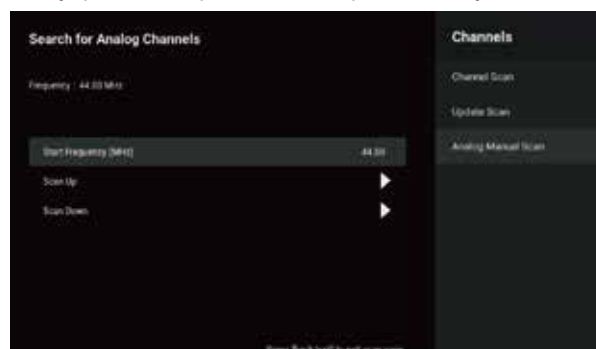 Search for Analog Channels
Frequency : 44.00 MHz
Start Frequency (MHz) 44.00
Scan Up
Scan Down
Channels
Channel Scan
Update Scan
Analog Manual Scan